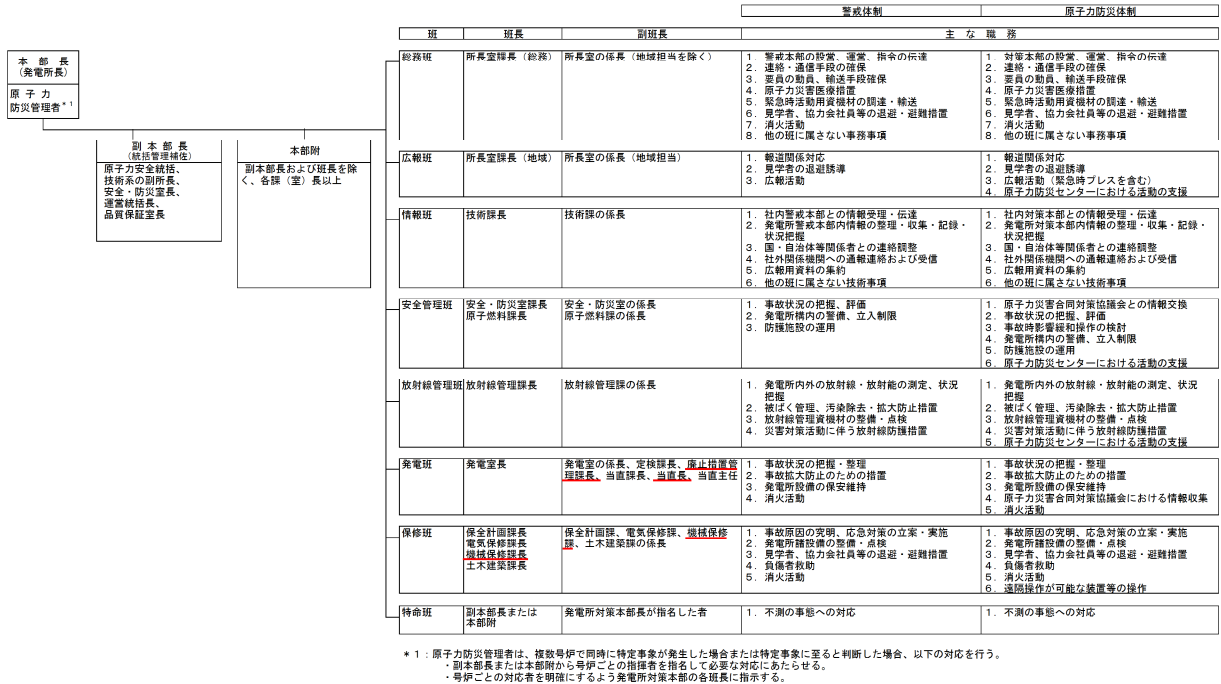 警戒体制 原子力防災体制
班 班長 副班長 主な職務
本部長
（発電所長）
原子力
防災管理者＊１
副本部長
（統括管理補佐）
原子力安全統括、
技術系の副所長、
安全・防災室長、
運営統括長、
品質保証室長
本部附
副本部長および班長を除
く、各課（室）長以上
総務班 所長室課長（総務） 所長室の係長（地域担当を除く）
１．警戒本部の設営、運営、指令の伝達
２．連絡・通信手段の確保
３．要員の動員、輸送手段確保
４．原子力災害医療措置
５．緊急時活動用資機材の調達・輸送
６．見学者、協力会社員等の退避・避難措置
７．消火活動
８．他の班に属さない事務事項
１．対策本部の設営、運営、指令の伝達
２．連絡・通信手段の確保
３．要員の動員、輸送手段確保
４．原子力災害医療措置
５．緊急時活動用資機材の調達・輸送
６．見学者、協力会社員等の退避・避難措置
７．消火活動
８．他の班に属さない事務事項
広報班 所長室課長（地域） 所長室の係長（地域担当）
１．報道関係対応
２．見学者の退避誘導
３．広報活動
１．報道関係対応
２．見学者の退避誘導
３．広報活動（緊急時プレスを含む）
４．原子力防災センターにおける活動の支援
情報班 技術課長 技術課の係長
１．社内警戒本部との情報受理・伝達
２．発電所警戒本部内情報の整理・収集・記録・
状況把握
３．国・自治体等関係者との連絡調整
４．社外関係機関への通報連絡および受信
５．広報用資料の集約
６．他の班に属さない技術事項
１．社内対策本部との情報受理・伝達
２．発電所対策本部内情報の整理・収集・記録・
状況把握
３．国・自治体等関係者との連絡調整
４．社外関係機関への通報連絡および受信
５．広報用資料の集約
６．他の班に属さない技術事項
安全管理班 安全・防災室課長 安全・防災室の係長
原子燃料課長 原子燃料課の係長
１．事故状況の把握、評価
２．発電所構内の警備、立入制限
３．防護施設の運用
１．原子力災害合同対策協議会との情報交換
２．事故状況の把握、評価
３．事故時影響緩和操作の検討
４．発電所構内の警備、立入制限
５．防護施設の運用
６．原子力防災センターにおける活動の支援
放射線管理班 放射線管理課長 放射線管理課の係長
１．発電所内外の放射線・放射能の測定、状況
把握
２．被ばく管理、汚染除去・拡大防止措置
３．放射線管理資機材の整備・点検
４．災害対策活動に伴う放射線防護措置
１．発電所内外の放射線・放射能の測定、状況
把握
２．被ばく管理、汚染除去・拡大防止措置
３．放射線管理資機材の整備・点検
４．災害対策活動に伴う放射線防護措置
５．原子力防災センターにおける活動の支援
発電班 発電室長 発電室の係長、定検課長、廃止措置管
理課長、当直課長、当直長、当直主任
１．事故状況の把握・整理
２．事故拡大防止のための措置
３．発電所設備の保安維持
４．消火活動
１．事故状況の把握・整理
２．事故拡大防止のための措置
３．発電所設備の保安維持
４．原子力災害合同対策協議会における情報収集
５．消火活動
保修班 保全計画課長 保全計画課、電気保修課、機械保修
電気保修課長 課、土木建築課の係長
機械保修課長
土木建築課長
１．事故原因の究明、応急対策の立案・実施
２．発電所諸設備の整備・点検
３．見学者、協力会社員等の退避・避難措置
４．負傷者救助
５．消火活動
１．事故原因の究明、応急対策の立案・実施
２．発電所諸設備の整備・点検
３．見学者、協力会社員等の退避・避難措置
４．負傷者救助
５．消火活動
６．遠隔操作が可能な装置等の操作
特命班 副本部長または 発電所対策本部長が指名した者
本部附
１．不測の事態への対応
１．不測の事態への対応
＊１：原子力防災管理者は、複数号炉で同時に特定事象が発生した場合または特定事象に至ると判断した場合、以下の対応を行う。
・副本部長または本部附から号炉ごとの指揮者を指名して必要な対応にあたらせる。
・号炉ごとの対応者を明確にするよう発電所対策本部の各班長に指示する。